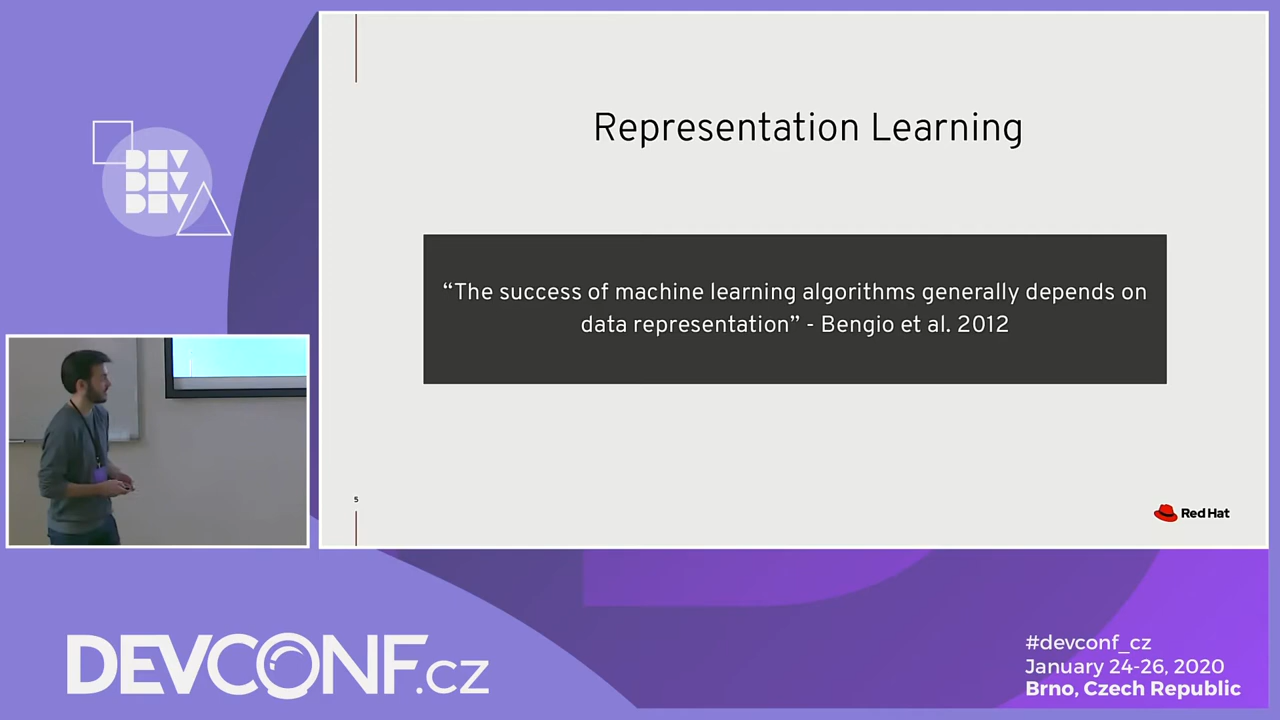 DEV
DEV
DEV
Representation Learning
“The success of machine learning algorithms generally depends on
data representation” - Bengio et al. 2012
5
Red Hat
DEVCONF.cz
#devconf_cz
January 24-26, 2020
Brno, Czech Republic